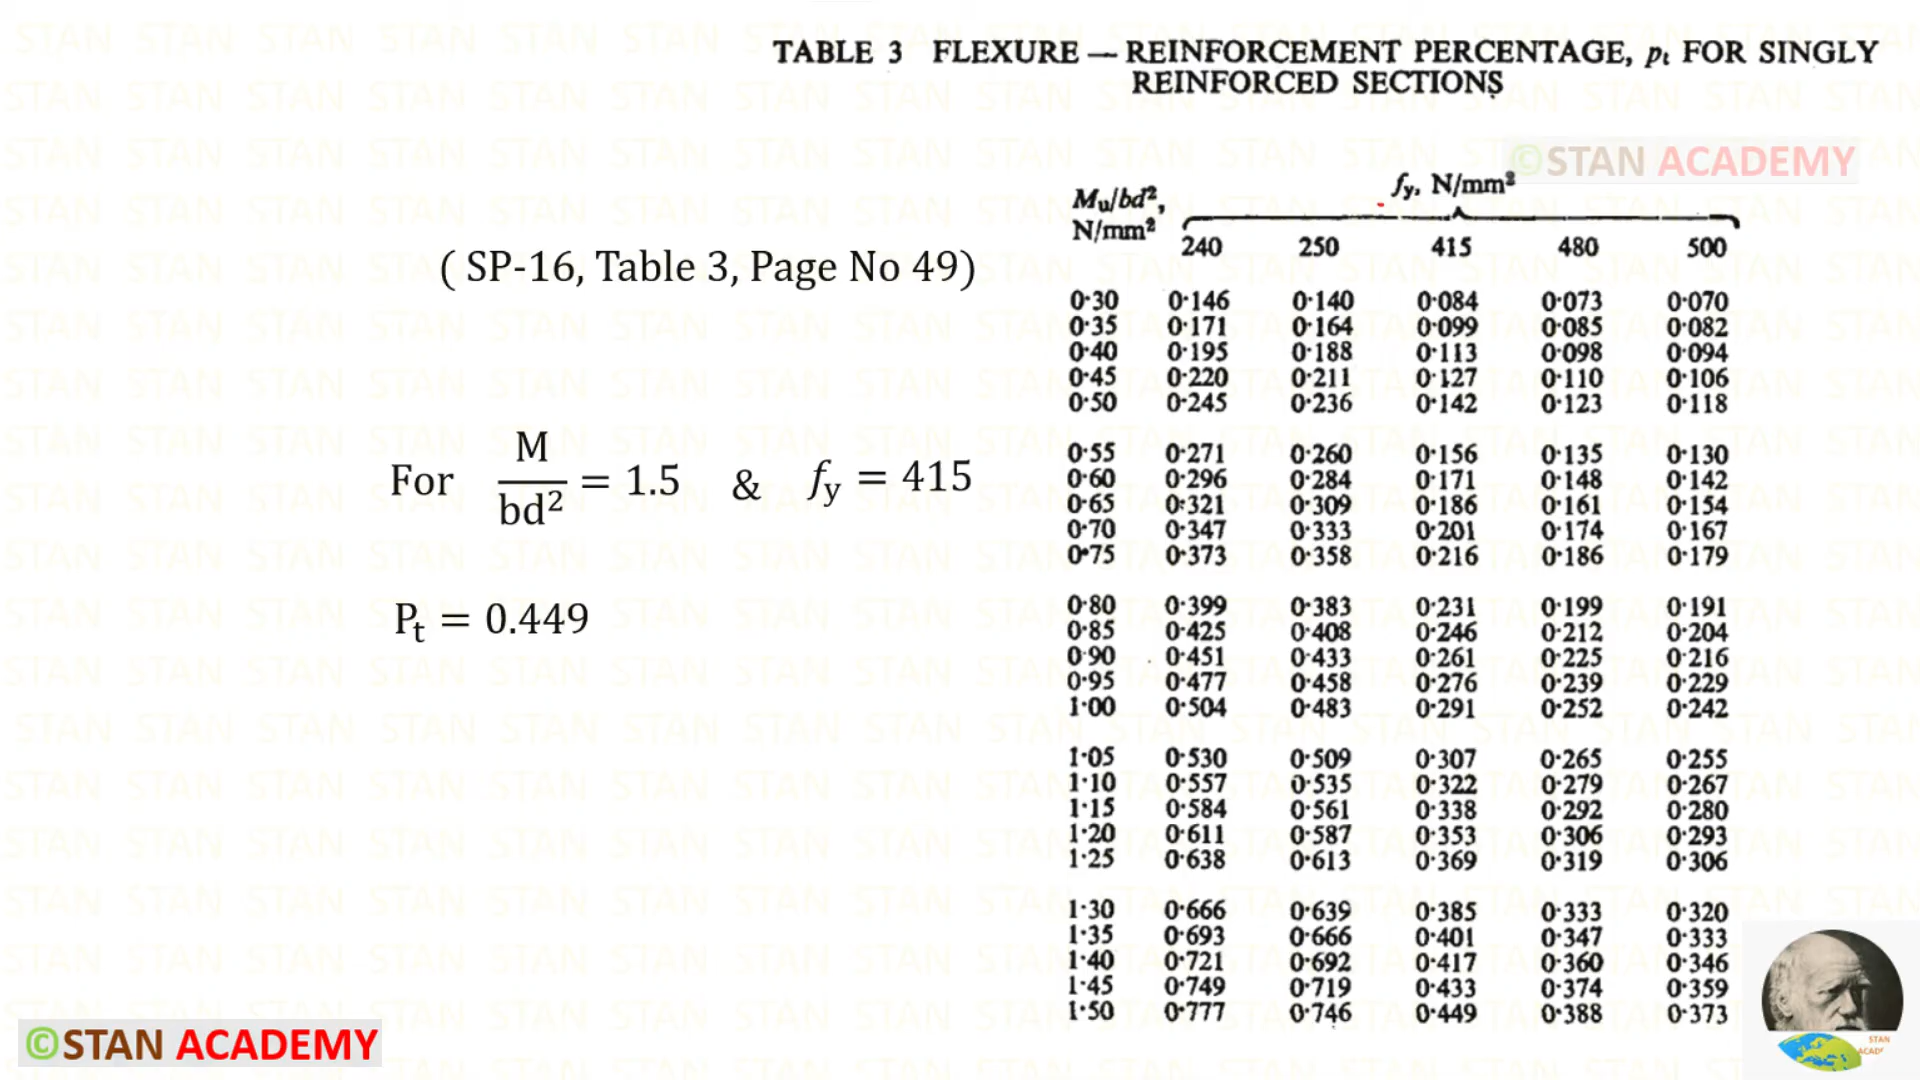 TABLE 3 FLEXURE — REINFORCEMENT PERCENTAGE, pt FOR SINGLY
REINFORCED SECTIONS
©STAN ACADEMY
( SP-16, Table 3, Page No 49)
For M/bd² = 1.5 & fy = 415
Pt = 0.449
Mu/bd², N/mm²
fy, N/mm²
240 250 415 480 500
0·30 0·146 0·140 0·084 0·073 0·070
0·35 0·171 0·164 0·099 0·085 0·082
0·40 0·195 0·188 0·113 0·098 0·094
0·45 0·220 0·211 0·127 0·110 0·106
0·50 0·245 0·236 0·142 0·123 0·118
0·55 0·271 0·260 0·156 0·135 0·130
0·60 0·296 0·284 0·171 0·148 0·142
0·65 0·321 0·309 0·186 0·161 0·154
0·70 0·347 0·333 0·201 0·174 0·167
0·75 0·373 0·358 0·216 0·186 0·179
0·80 0·399 0·383 0·231 0·199 0·191
0·85 0·425 0·408 0·246 0·212 0·204
0·90 0·451 0·433 0·261 0·225 0·216
0·95 0·477 0·458 0·276 0·239 0·229
1·00 0·504 0·483 0·291 0·252 0·242
1·05 0·530 0·509 0·307 0·265 0·255
1·10 0·557 0·535 0·322 0·279 0·267
1·15 0·584 0·561 0·338 0·292 0·280
1·20 0·611 0·587 0·353 0·306 0·293
1·25 0·638 0·613 0·369 0·319 0·306
1·30 0·666 0·639 0·385 0·333 0·320
1·35 0·693 0·666 0·401 0·347 0·333
1·40 0·721 0·692 0·417 0·360 0·346
1·45 0·749 0·719 0·433 0·374 0·359
1·50 0·777 0·746 0·449 0·388 0·373
©STAN ACADEMY
STAN